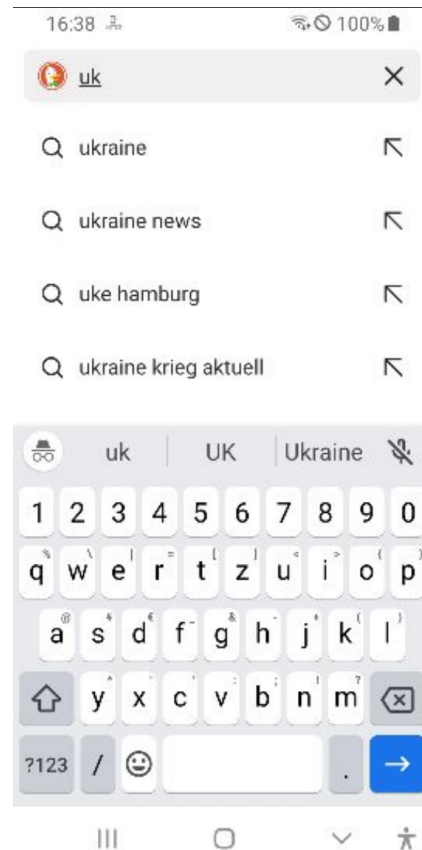 16:38 100%
uk
ukraine
ukraine news
uke hamburg
ukraine krieg aktuell
uk UK Ukraine
1 2 3 4 5 6 7 8 9 0
q w e r t z u i o p
a s d f g h j k l
y x c v b n m
?123 / .